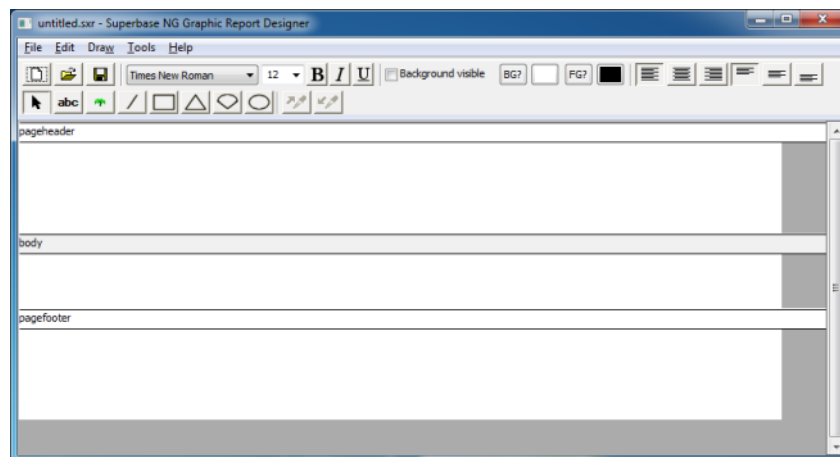 untitled.sxr - Superbase NG Graphic Report Designer
File Edit Draw Tools Help
Times New Roman 12 B I U Background visible BG? FG?
abc
pageheader
body
pagefooter